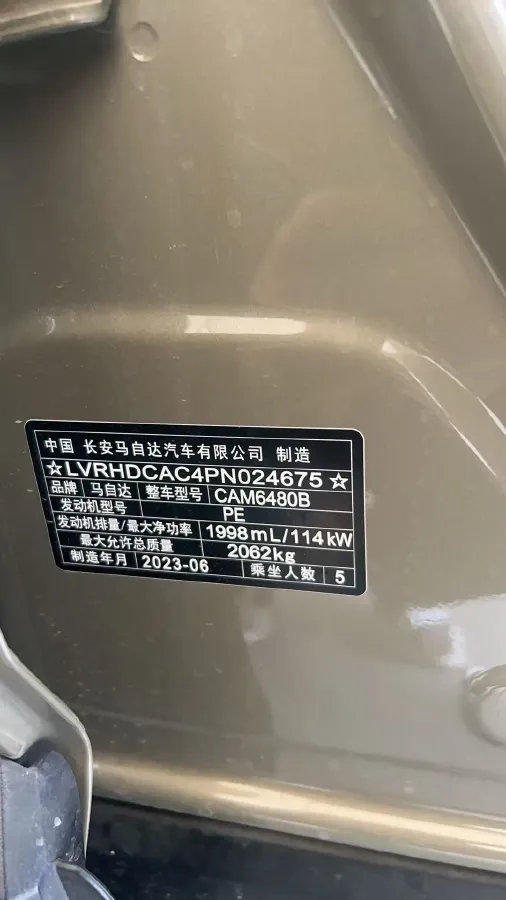 中国 长安马自达汽车有限公司 制造
☆LVRHDCAC4PN024675☆
品牌 马自达 整车型号 CAM6480B
发动机型号 PE
发动机排量/最大净功率 1998mL/114kW
最大允许总质量 2062kg
制造年月 2023-06 乘坐人数 5